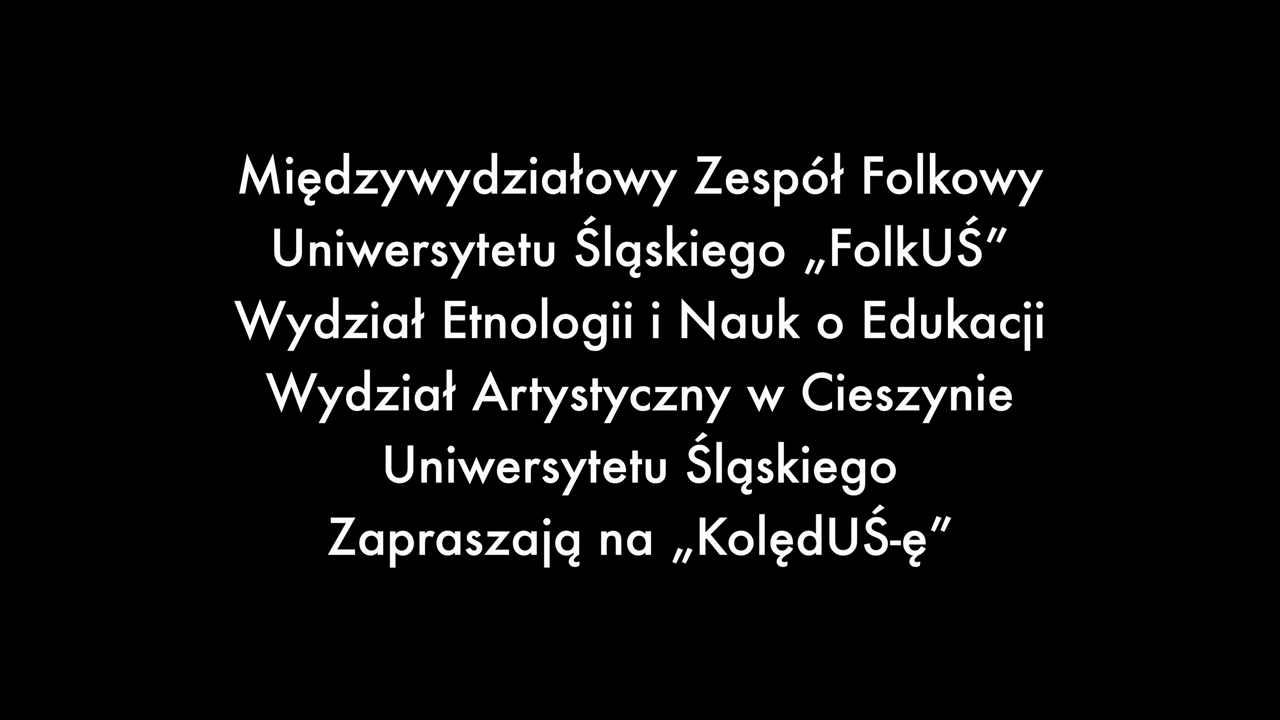 Międzywydziałowy Zespół Folkowy
Uniwersytetu Śląskiego „FolkUŚ”
Wydział Etnologii i Nauk o Edukacji
Wydział Artystyczny w Cieszynie
Uniwersytetu Śląskiego
Zapraszają na „KolędUŚ-ę”